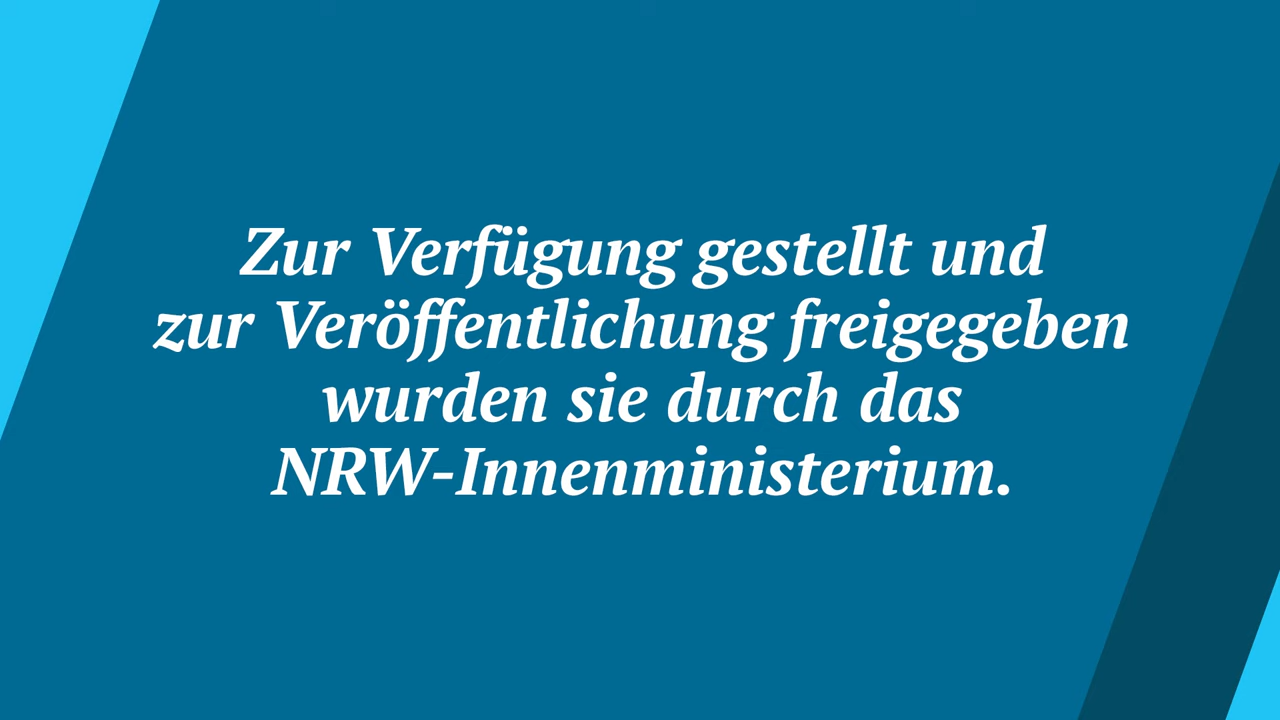 Zur Verfügung gestellt und
zur Veröffentlichung freigegeben
wurden sie durch das
NRW-Innenministerium.